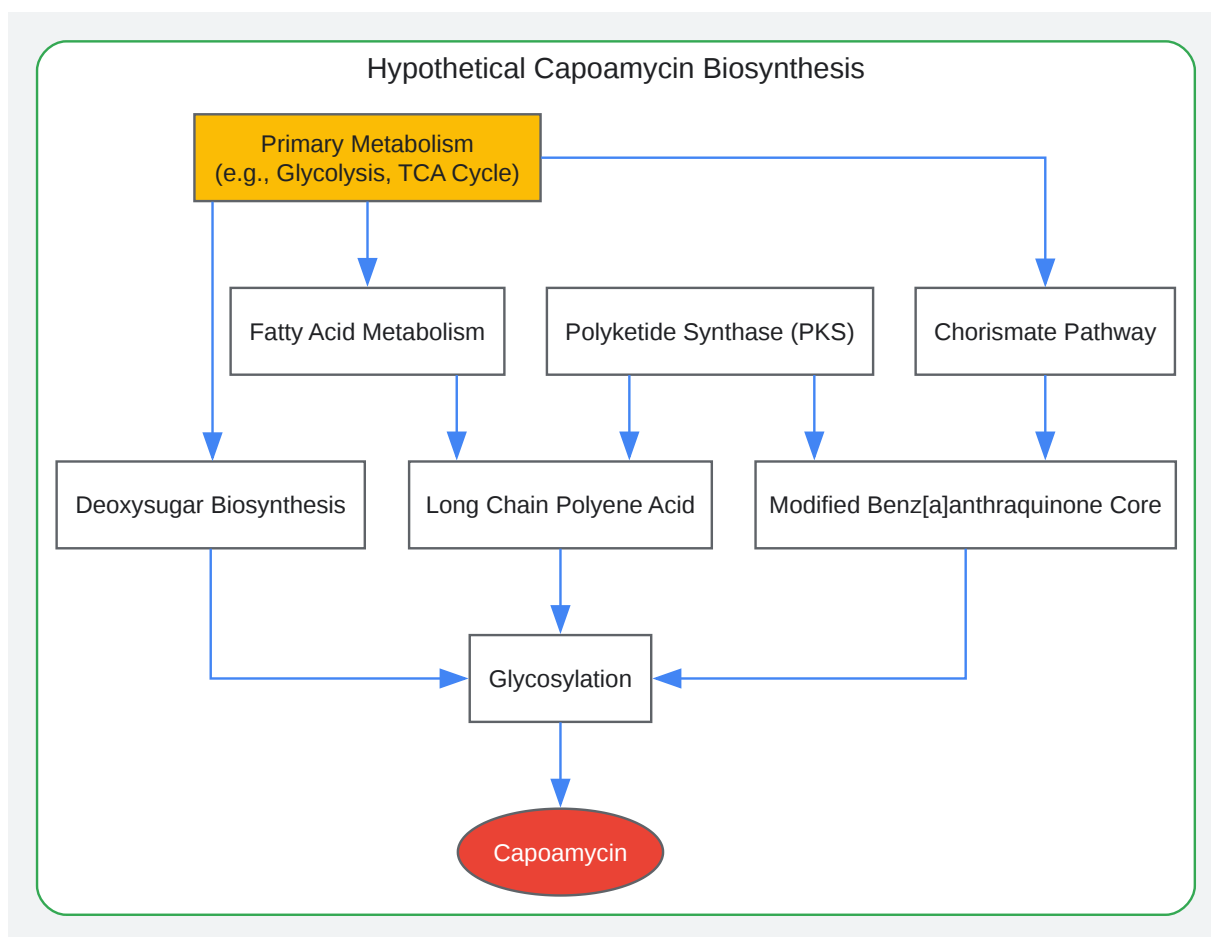 Hypothetical Capoamycin Biosynthesis
Primary Metabolism
(e.g., Glycolysis, TCA Cycle)
Fatty Acid Metabolism
Polyketide Synthase (PKS)
Chorismate Pathway
Deoxysugar Biosynthesis
Long Chain Polyene Acid
Modified Benz[a]anthraquinone Core
Glycosylation
Capoamycin